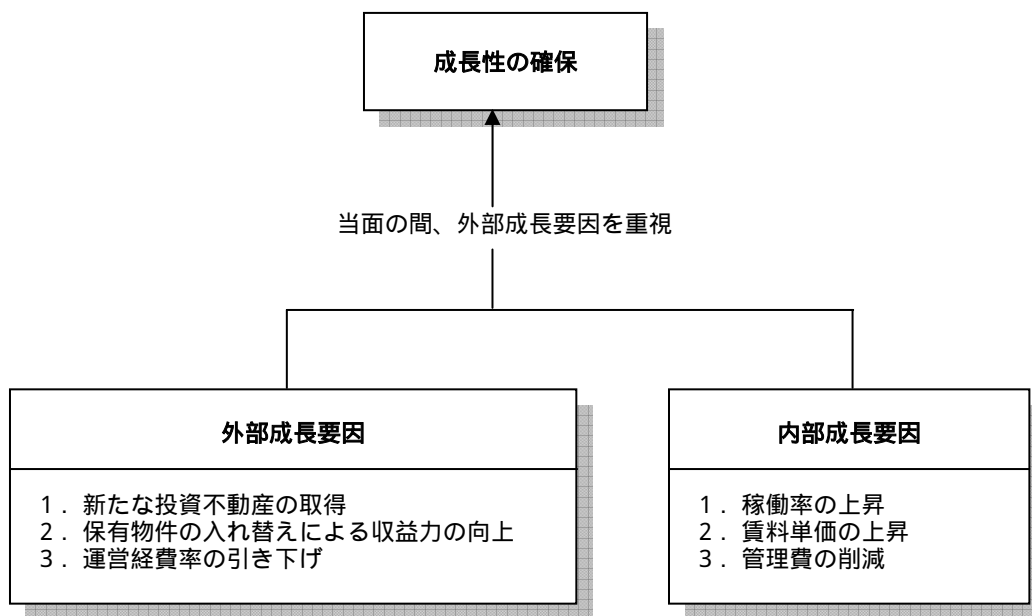 成長性の確保
当面の間、外部成長要因を重視
外部成長要因
1．新たな投資不動産の取得
2．保有物件の入れ替えによる収益力の向上
3．運営経費率の引き下げ
内部成長要因
1．稼働率の上昇
2．賃料単価の上昇
3．管理費の削減